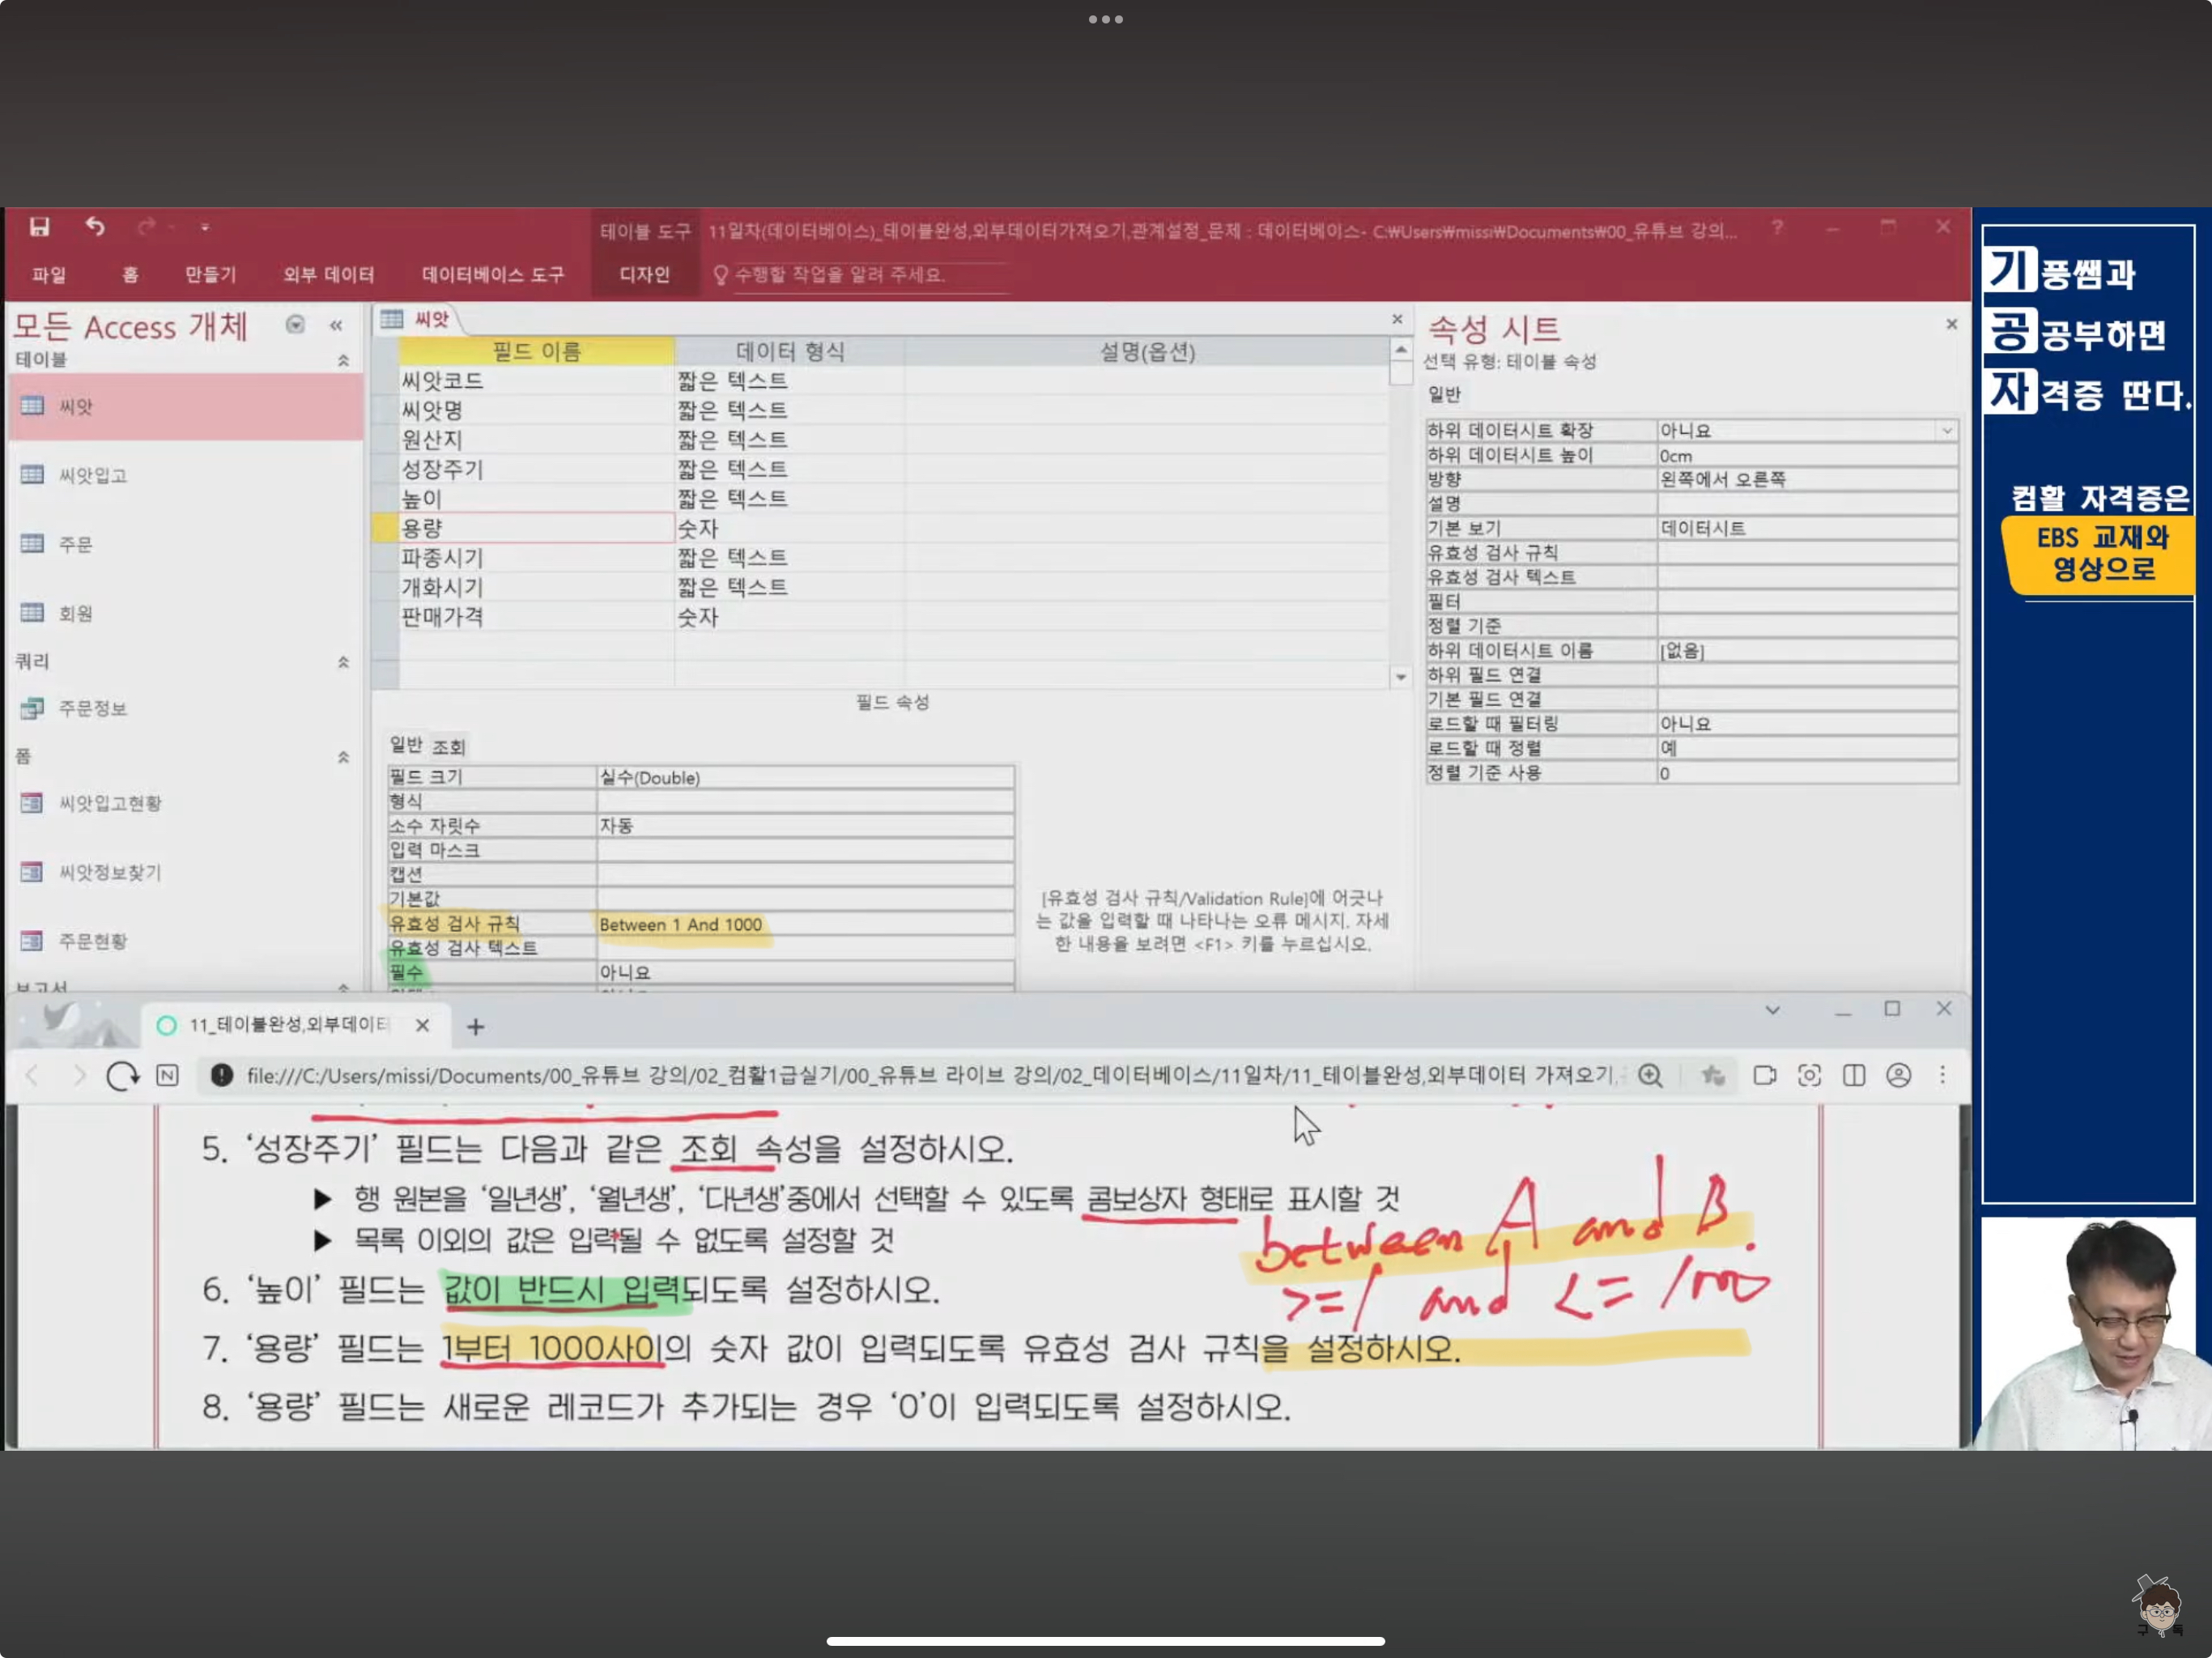 테이블 도구
11일차(데이터베이스)_테이블완성,외부데이터가져오기,관계설정_문제 : 데이터베이스- C:₩Users₩missi₩Documents₩00_유튜브 강의...
파일 홈 만들기 외부 데이터 데이터베이스 도구 디자인 수행할 작업을 알려 주세요.
모든 Access 개체
테이블
씨앗
씨앗입고
주문
회원
쿼리
주문정보
폼
씨앗입고현황
씨앗정보찾기
주문현황
보고서
씨앗
필드 이름 데이터 형식 설명(옵션)
씨앗코드 짧은 텍스트
씨앗명 짧은 텍스트
원산지 짧은 텍스트
성장주기 짧은 텍스트
높이 짧은 텍스트
용량 숫자
파종시기 짧은 텍스트
개화시기 짧은 텍스트
판매가격 숫자
필드 속성
일반 조회
필드 크기 실수(Double)
형식
소수 자릿수 자동
입력 마스크
캡션
기본값
유효성 검사 규칙 Between 1 And 1000
유효성 검사 텍스트
필수 아니요
[유효성 검사 규칙/Validation Rule]에 어긋나
는 값을 입력할 때 나타나는 오류 메시지. 자세
한 내용을 보려면 <F1> 키를 누르십시오.
속성 시트
선택 유형: 테이블 속성
일반
하위 데이터시트 확장 아니요
하위 데이터시트 높이 0cm
방향 왼쪽에서 오른쪽
설명
기본 보기 데이터시트
유효성 검사 규칙
유효성 검사 텍스트
필터
정렬 기준
하위 데이터시트 이름 [없음]
하위 필드 연결
기본 필드 연결
로드할 때 필터링 아니요
로드할 때 정렬 예
정렬 기준 사용 0
기풍쌤과
공공부하면
자격증 딴다.
컴활 자격증은
EBS 교재와
영상으로
11_테이블완성,외부데이터
file:///C:/Users/missi/Documents/00_유튜브 강의/02_컴활1급실기/00_유튜브 라이브 강의/02_데이터베이스/11일차/11_테이블완성,외부데이터 가져오기,
5. ‘성장주기’ 필드는 다음과 같은 조회 속성을 설정하시오.
▶ 행 원본을 ‘일년생’, ‘월년생’, ‘다년생’중에서 선택할 수 있도록 콤보상자 형태로 표시할 것
▶ 목록 이외의 값은 입력될 수 없도록 설정할 것
between A and B.
6. ‘높이’ 필드는 값이 반드시 입력되도록 설정하시오.
>=1 and <= 1000
7. ‘용량’ 필드는 1부터 1000사이의 숫자 값이 입력되도록 유효성 검사 규칙을 설정하시오.
8. ‘용량’ 필드는 새로운 레코드가 추가되는 경우 ‘0’이 입력되도록 설정하시오.
구독